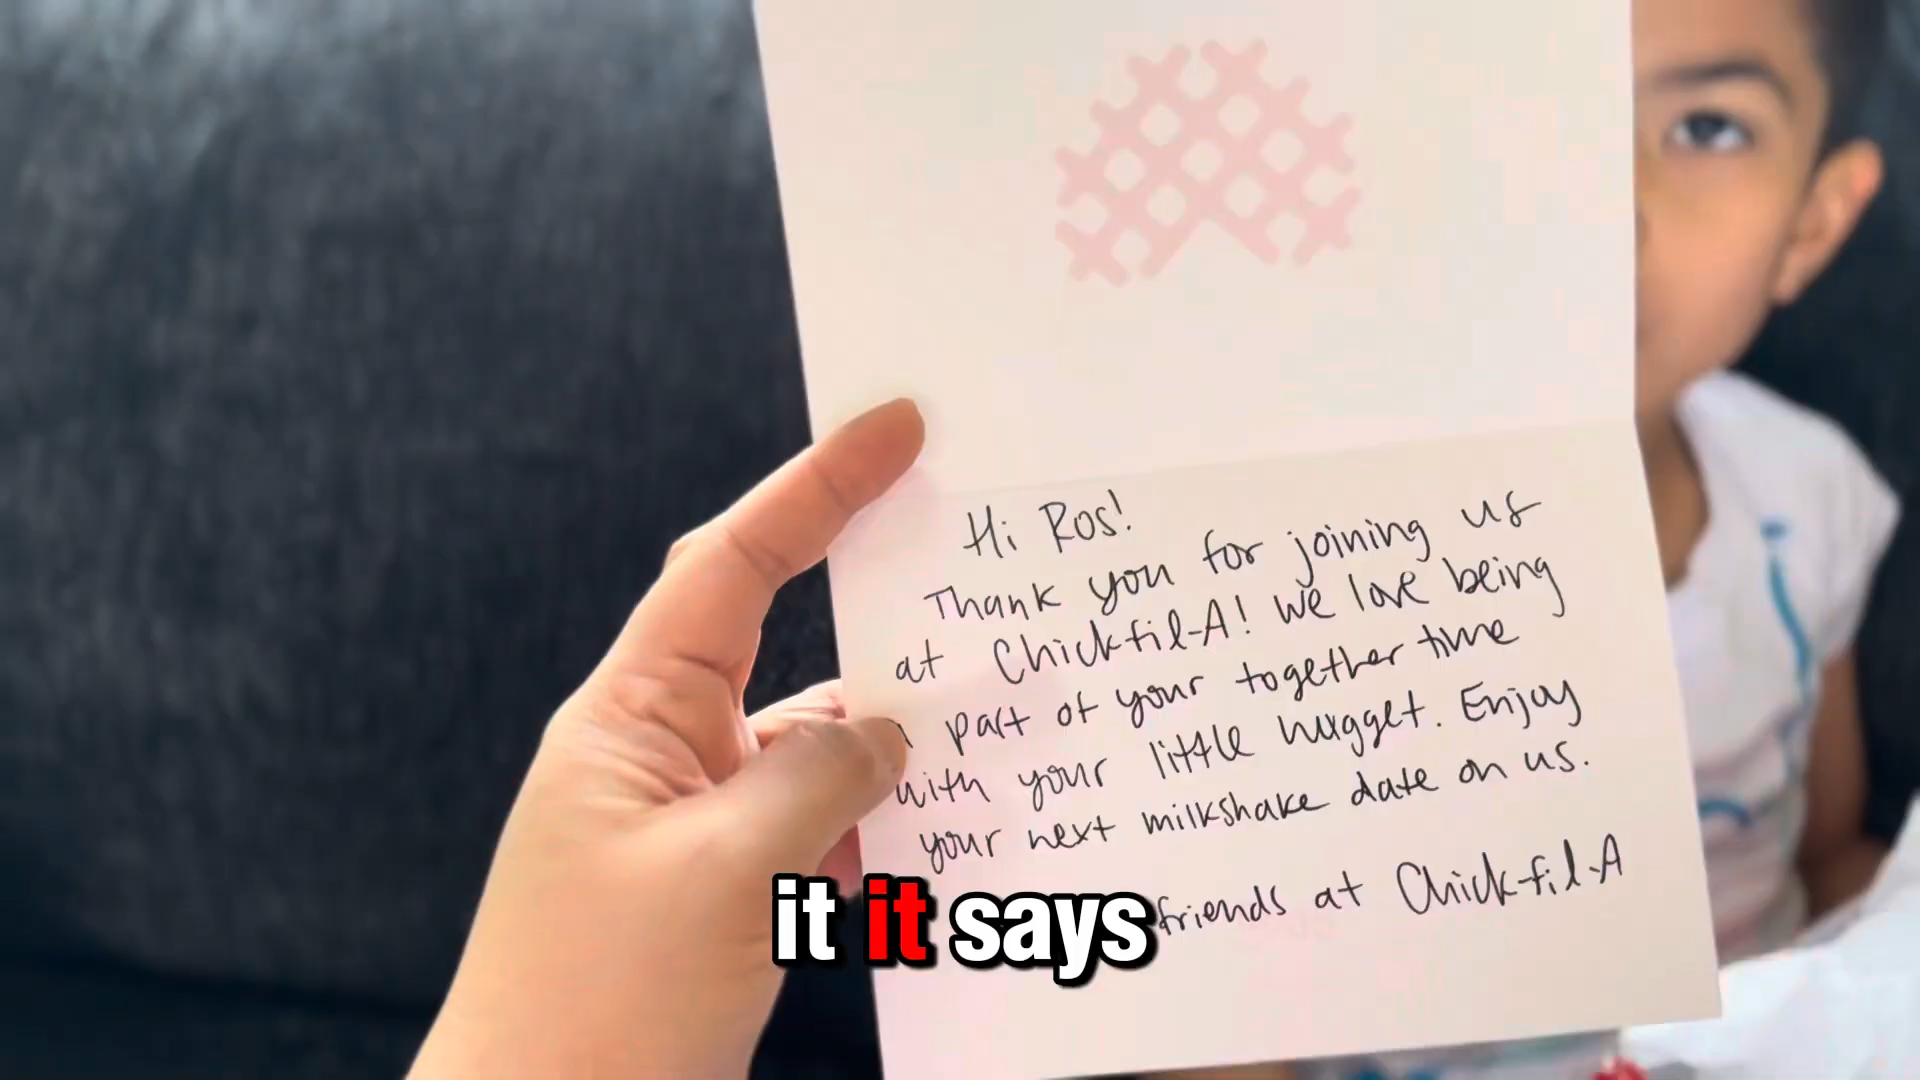 Hi Ros!
Thank you for joining us
at Chick-fil-A! We love being
part of your together time
with your little nugget. Enjoy
your next milkshake date on us.
friends at Chick-fil-A
it it says